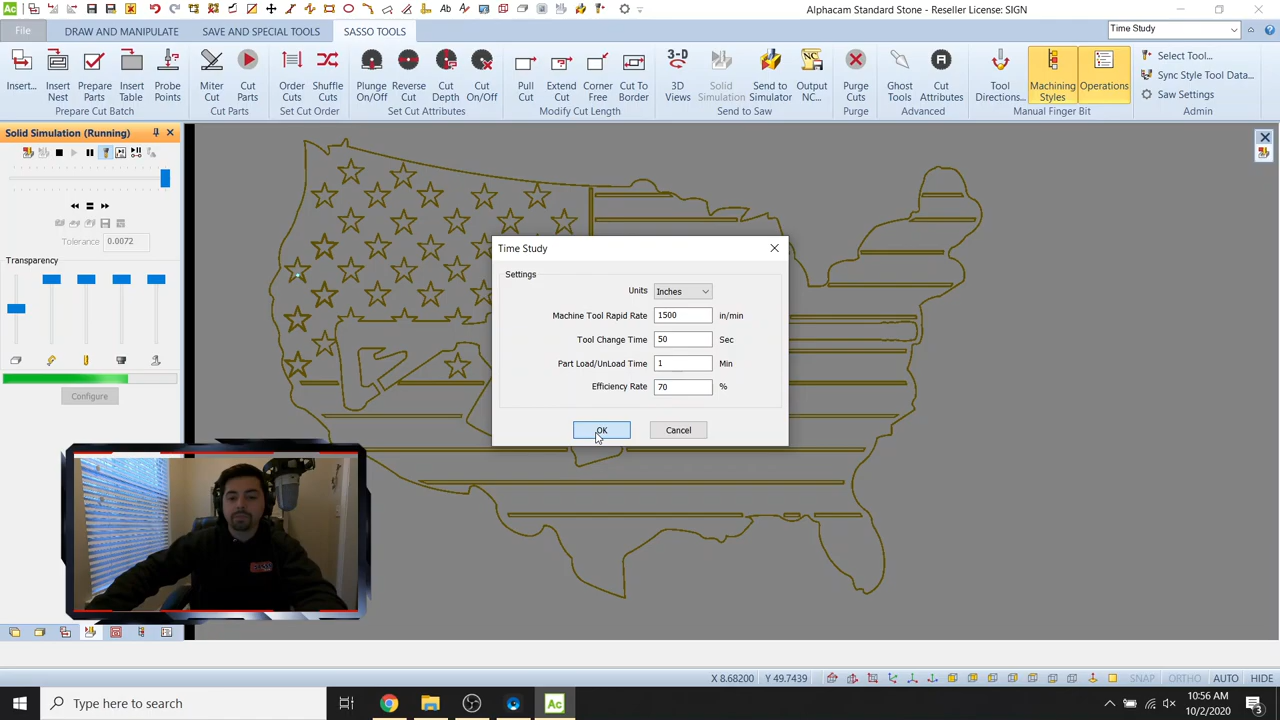 Alphacam Standard Stone - Reseller License: SIGN
File
DRAW AND MANIPULATE
SAVE AND SPECIAL TOOLS
SASSO TOOLS
Time Study
Insert...
Insert Nest
Prepare Parts
Insert Table
Probe Points
Miter Cut
Cut Parts
Order Cuts
Shuffle Cuts
Plunge On/Off
Reverse Cut
Cut Depth
Cut On/Off
Pull Cut
Extend Cut
Corner Free
Cut To Border
3D Views
Solid Simulation
Send to Simulator
Output NC...
Purge Cuts
Ghost Tools
Cut Attributes
Tool Directions...
Machining Styles
Operations
Select Tool...
Sync Style Tool Data...
Saw Settings
Prepare Cut Batch
Cut Parts
Set Cut Order
Set Cut Attributes
Modify Cut Length
Send to Saw
Purge
Advanced
Manual Finger Bit
Admin
Solid Simulation (Running)
Tolerance 0.0072
Transparency
Configure
Time Study
Settings
Units Inches
Machine Tool Rapid Rate 1500 in/min
Tool Change Time 50 Sec
Part Load/UnLoad Time 1 Min
Efficiency Rate 70 %
OK Cancel
X 8.68200 Y 49.7439 SNAP ORTHO AUTO HIDE
Type here to search
10:56 AM
10/2/2020